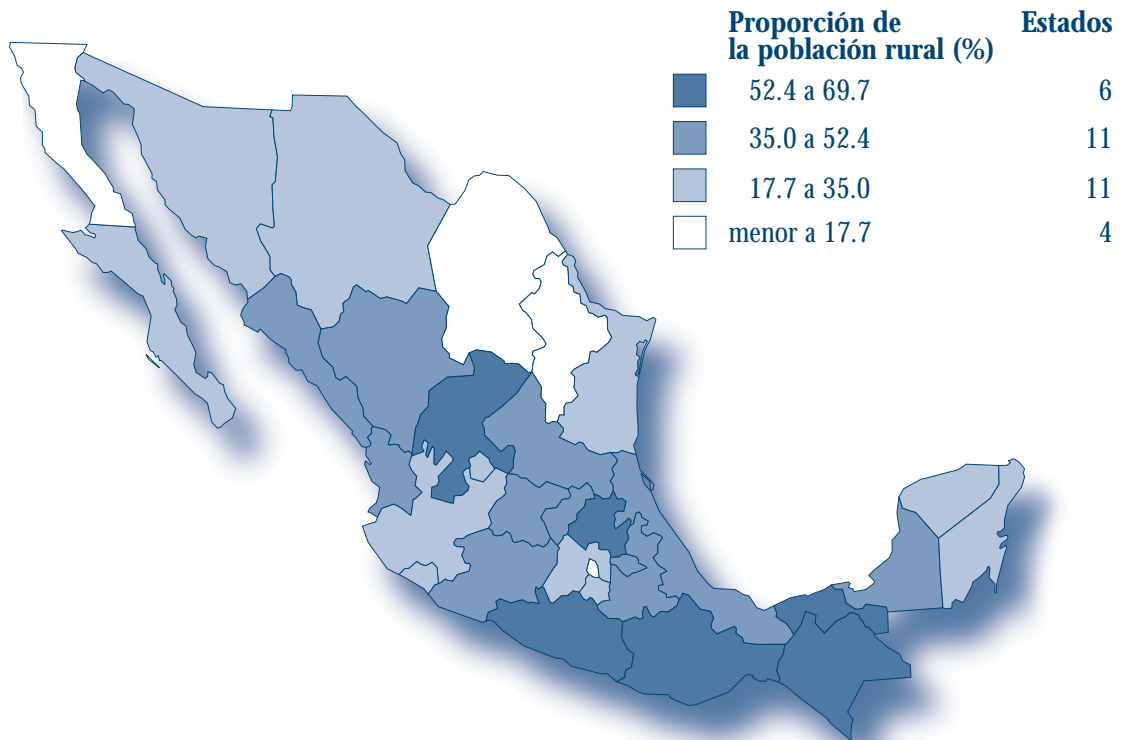 Proporción de Estados
la población rural (%)
52.4 a 69.7 6
35.0 a 52.4 11
17.7 a 35.0 11
menor a 17.7 4